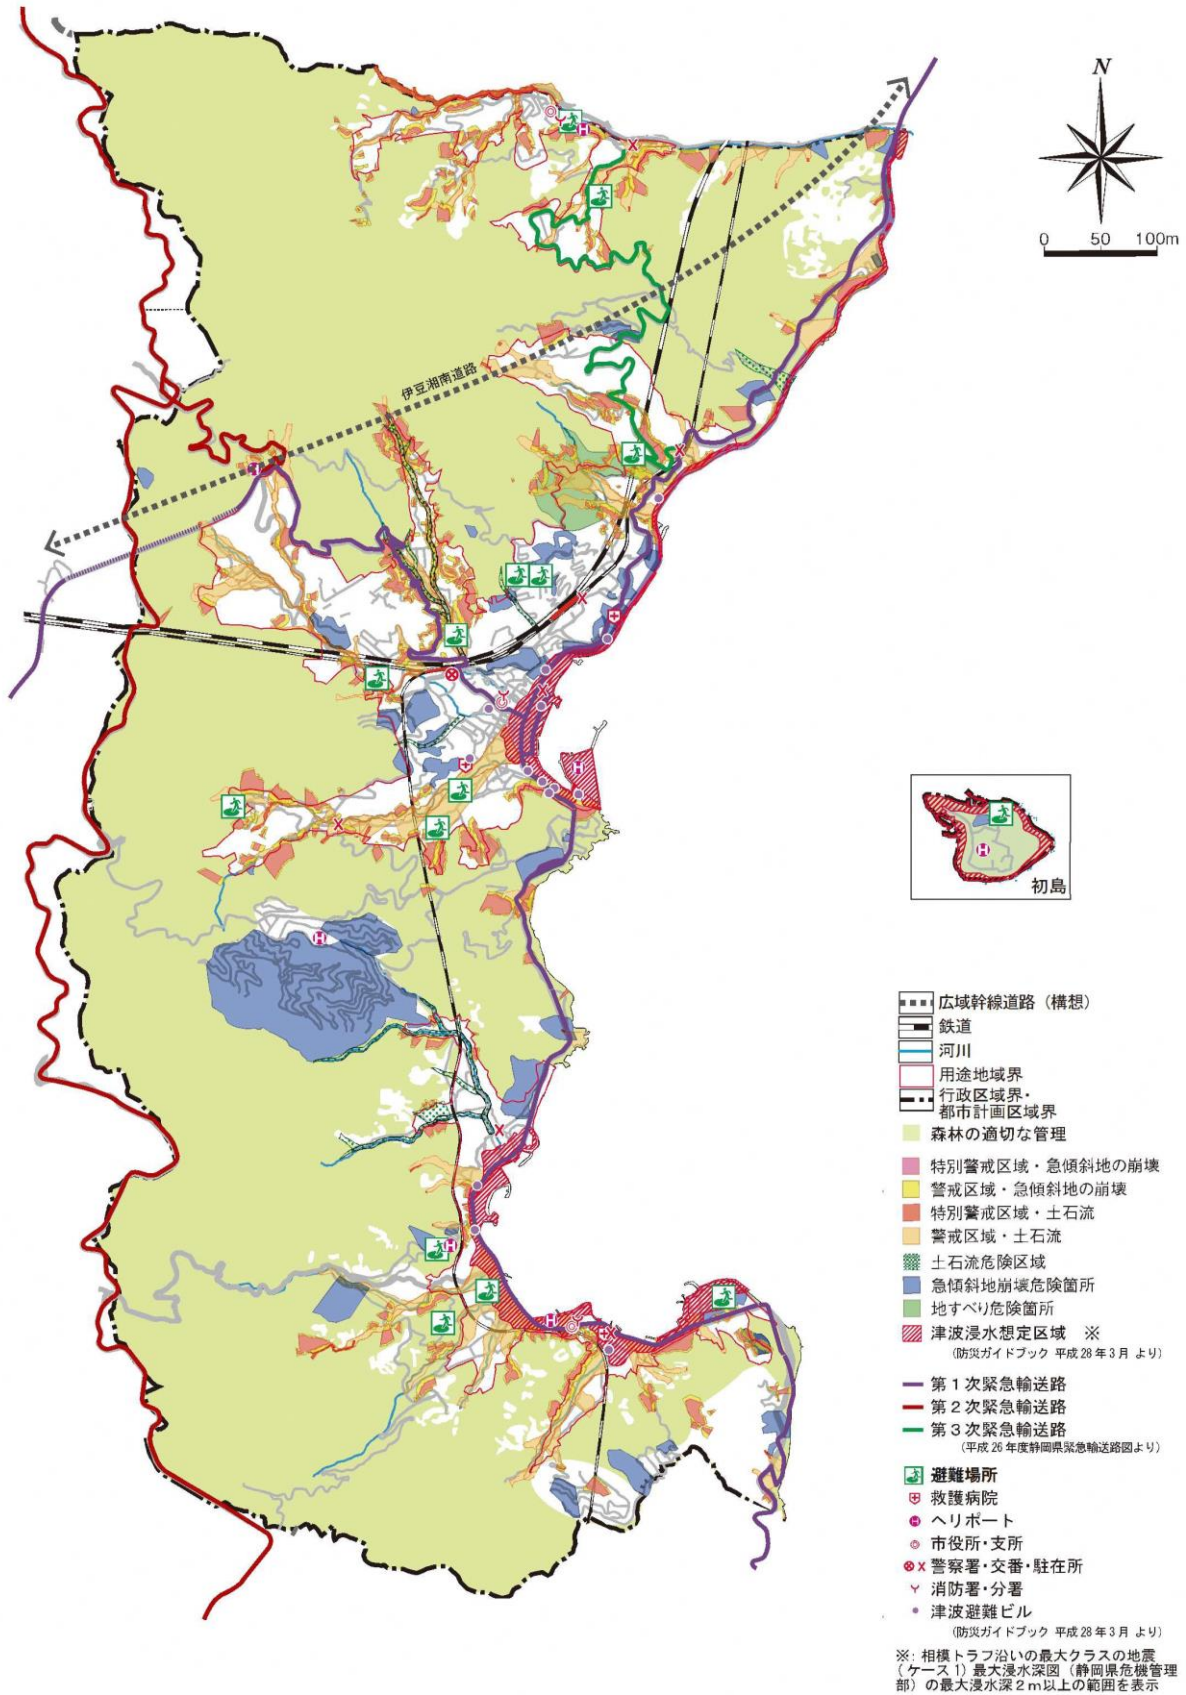 N
0 50 100m
伊豆湘南道路
初島
広域幹線道路（構想）
鉄道
河川
用途地域界
行政区域界・
都市計画区域界
森林の適切な管理
特別警戒区域・急傾斜地の崩壊
警戒区域・急傾斜地の崩壊
特別警戒区域・土石流
警戒区域・土石流
土石流危険区域
急傾斜地崩壊危険箇所
地すべり危険箇所
津波浸水想定区域 ※
(防災ガイドブック 平成28年3月 より)
第1次緊急輸送路
第2次緊急輸送路
第3次緊急輸送路
(平成26年度静岡県緊急輸送路図より)
避難場所
救護病院
ヘリポート
市役所・支所
警察署・交番・駐在所
消防署・分署
津波避難ビル
(防災ガイドブック 平成28年3月 より)
※：相模トラフ沿いの最大クラスの地震
（ケース1）最大浸水深図（静岡県危機管理
部）の最大浸水深2m以上の範囲を表示